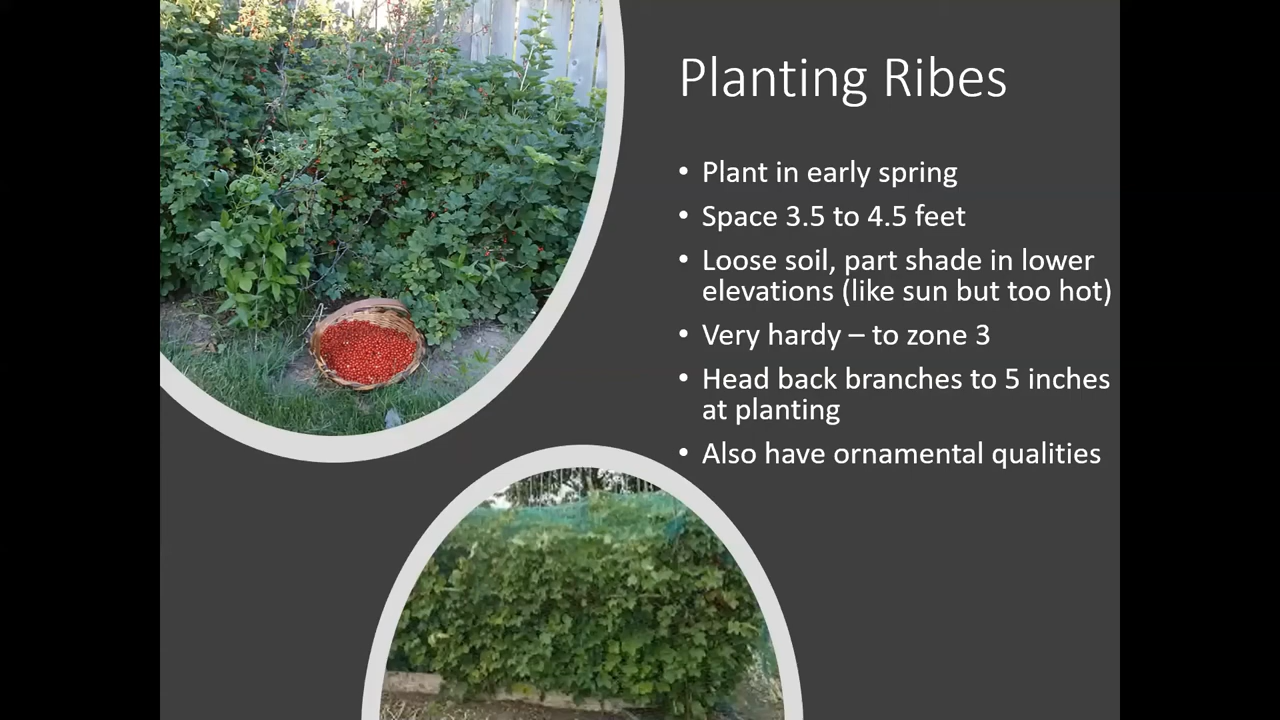 Planting Ribes
• Plant in early spring
• Space 3.5 to 4.5 feet
• Loose soil, part shade in lower
elevations (like sun but too hot)
• Very hardy – to zone 3
• Head back branches to 5 inches
at planting
• Also have ornamental qualities